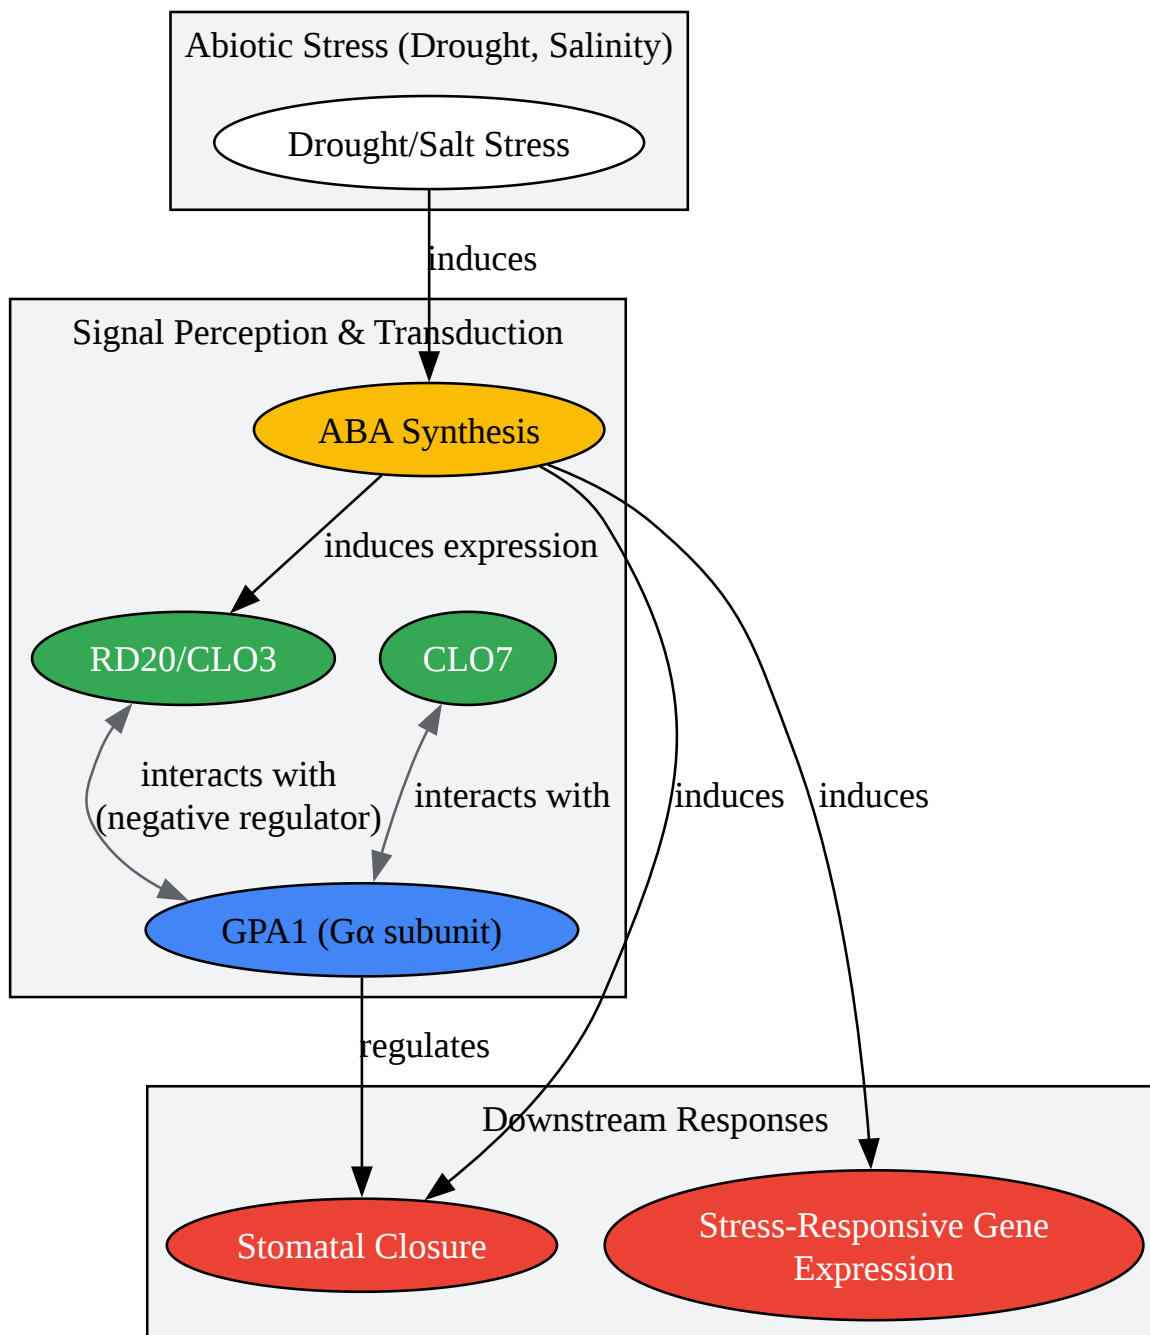 Abiotic Stress (Drought, Salinity)
Drought/Salt Stress
induces
Signal Perception & Transduction
ABA Synthesis
induces expression
RD20/CLO3
CLO7
interacts with
(negative regulator)
interacts with
induces
induces
GPA1 (Gα subunit)
regulates
Downstream Responses
Stomatal Closure
Stress-Responsive Gene
Expression